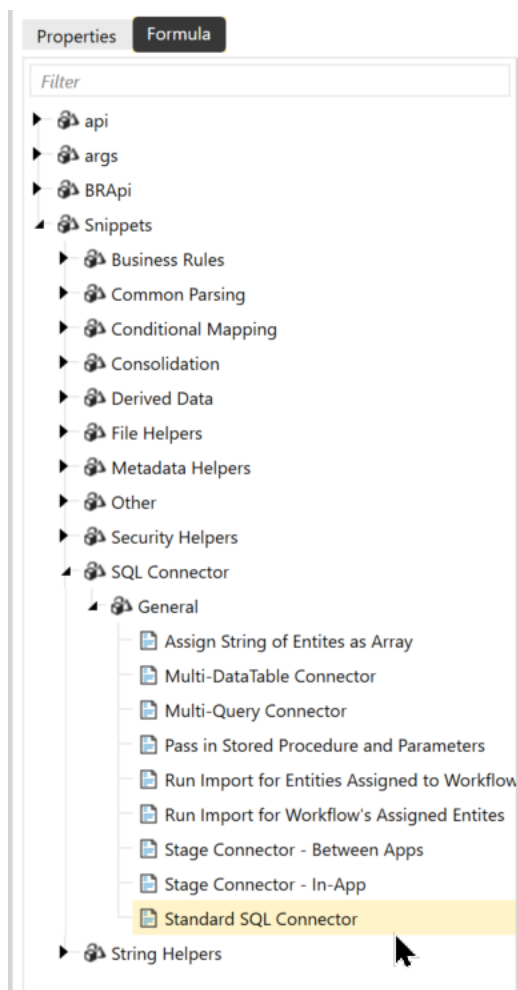 Properties Formula
Filter
api
args
BRApi
Snippets
Business Rules
Common Parsing
Conditional Mapping
Consolidation
Derived Data
File Helpers
Metadata Helpers
Other
Security Helpers
SQL Connector
General
Assign String of Entites as Array
Multi-DataTable Connector
Multi-Query Connector
Pass in Stored Procedure and Parameters
Run Import for Entities Assigned to Workflow
Run Import for Workflow's Assigned Entites
Stage Connector - Between Apps
Stage Connector - In-App
Standard SQL Connector
String Helpers